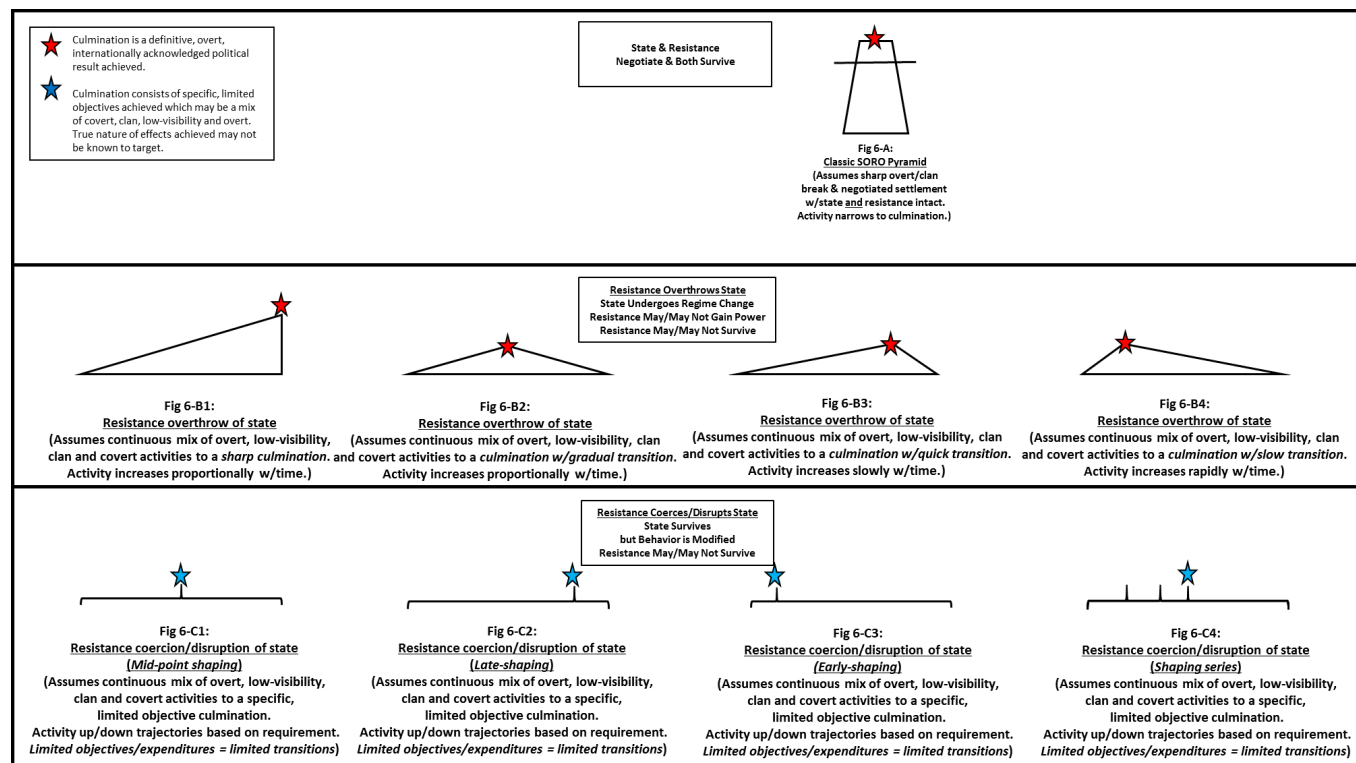 Culmination is a definitive, overt,
internationally acknowledged political
result achieved.
Culmination consists of specific, limited
objectives achieved which may be a mix
of covert, clan, low-visibility and overt.
True nature of effects achieved may not
be known to target.
State & Resistance
Negotiate & Both Survive
Fig 6-A:
Classic SORO Pyramid
(Assumes sharp overt/clan
break & negotiated settlement
w/state and resistance intact.
Activity narrows to culmination.)
Resistance Overthrows State
State Undergoes Regime Change
Resistance May/May Not Gain Power
Resistance May/May Not Survive
Fig 6-B1:
Resistance overthrow of state
(Assumes continuous mix of overt, low-visibility,
clan and covert activities to a sharp culmination.
Activity increases proportionally w/time.)
Fig 6-B2:
Resistance overthrow of state
(Assumes continuous mix of overt, low-visibility, clan
and covert activities to a culmination w/gradual transition.
Activity increases proportionally w/time.)
Fig 6-B3:
Resistance overthrow of state
(Assumes continuous mix of overt, low-visibility, clan
and covert activities to a culmination w/quick transition.
Activity increases slowly w/time.)
Fig 6-B4:
Resistance overthrow of state
(Assumes continuous mix of overt, low-visibility, clan
and covert activities to a culmination w/slow transition.
Activity increases rapidly w/time.)
Resistance Coerces/Disrupts State
State Survives
but Behavior is Modified
Resistance May/May Not Survive
Fig 6-C1:
Resistance coercion/disruption of state
(Mid-point shaping)
(Assumes continuous mix of overt, low-visibility,
clan and covert activities to a specific,
limited objective culmination.
Activity up/down trajectories based on requirement.
Limited objectives/expenditures = limited transitions)
Fig 6-C2:
Resistance coercion/disruption of state
(Late-shaping)
(Assumes continuous mix of overt, low-visibility,
clan and covert activities to a specific,
limited objective culmination.
Activity up/down trajectories based on requirement.
Limited objectives/expenditures = limited transitions)
Fig 6-C3:
Resistance coercion/disruption of state
(Early-shaping)
(Assumes continuous mix of overt, low-visibility,
clan and covert activities to a specific,
limited objective culmination.
Activity up/down trajectories based on requirement.
Limited objectives/expenditures = limited transitions)
Fig 6-C4:
Resistance coercion/disruption of state
(Shaping series)
(Assumes continuous mix of overt, low-visibility,
clan and covert activities to a specific,
limited objective culmination.
Activity up/down trajectories based on requirement.
Limited objectives/expenditures = limited transitions)